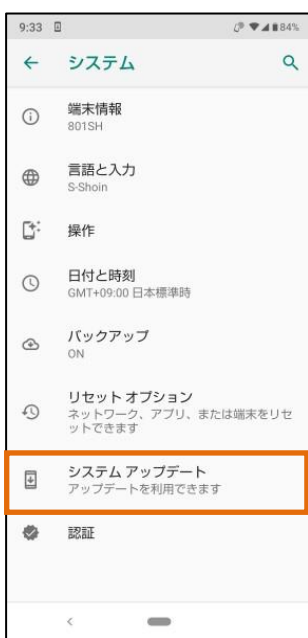 9:33
84%
システム
端末情報
801SH
言語と入力
S-Shoin
操作
日付と時刻
GMT+09:00 日本標準時
バックアップ
ON
リセット オプション
ネットワーク、アプリ、または端末をリセ
ットできます
システム アップデート
アップデートを利用できます
認証